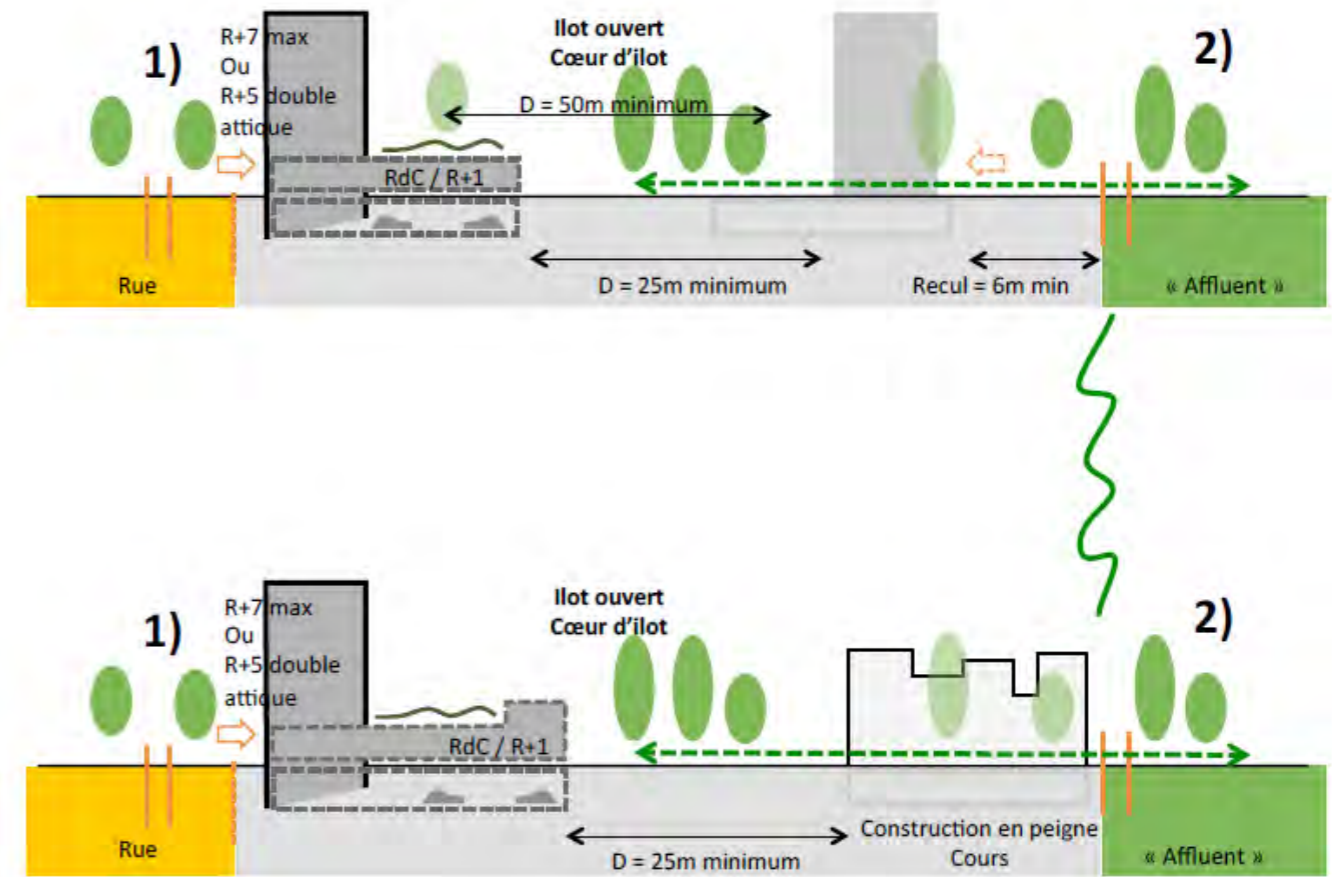 1)
R+7 max
Ou
R+5 double
attique
Ilot ouvert
Cœur d'ilot
D = 50m minimum
2)
RdC / R+1
Rue
D = 25m minimum
Recul = 6m min
« Affluent »
1)
R+7 max
Ou
R+5 double
attique
Ilot ouvert
Cœur d'ilot
2)
RdC / R+1
Rue
D = 25m minimum
Construction en peigne
Cours
« Affluent »